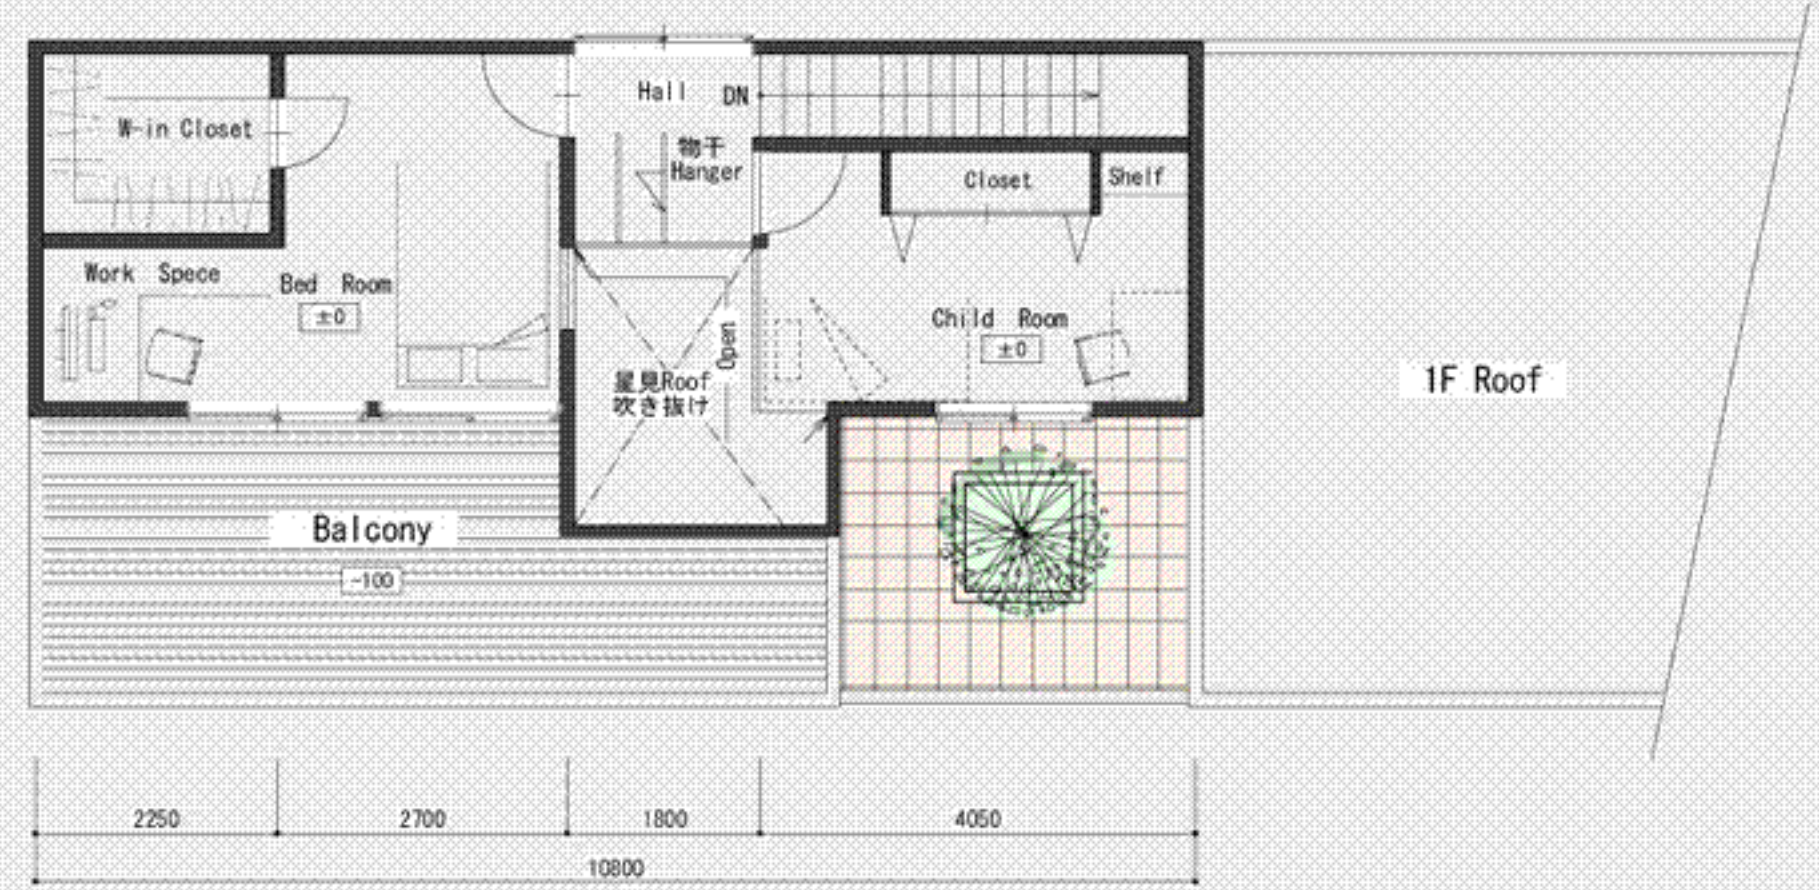 Hall
DN
W-in Closet
物干
Hanger
Closet
Shelf
Work Spece
Bed Room
±0
Child Room
±0
Open
星見Roof
吹き抜け
1F Roof
Balcony
-100
2250
2700
1800
4050
10800